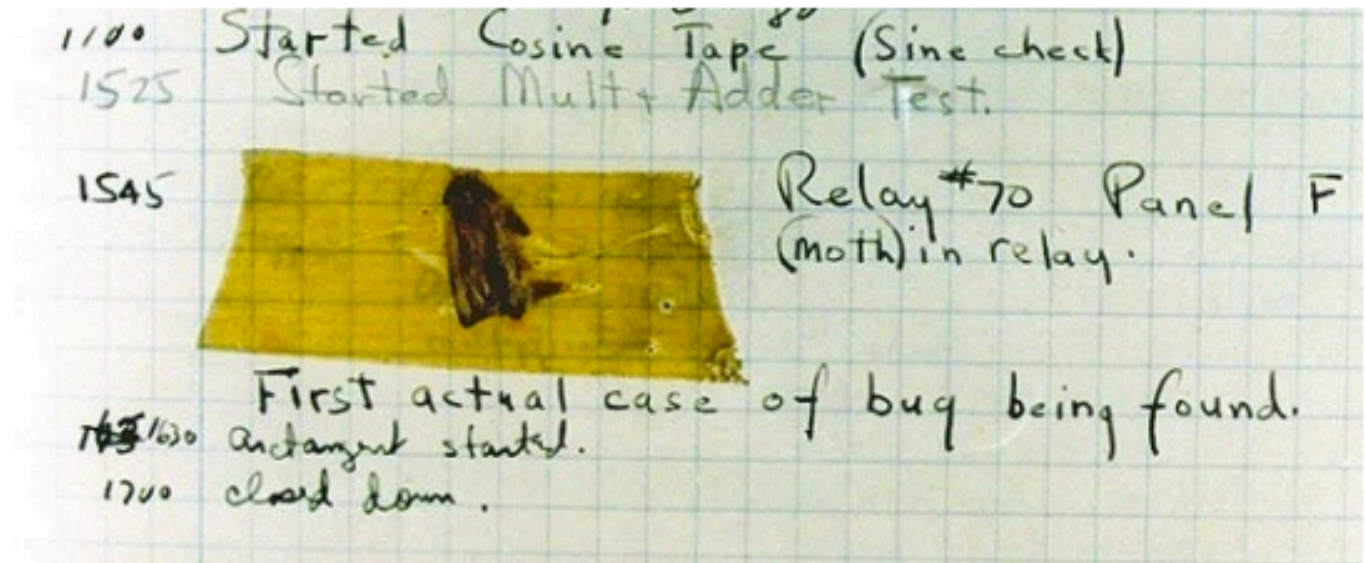 1100 Started Cosine Tape (Sine check)
1525 Started Mult + Adder Test.
1545 Relay #70 Panel F
(moth) in relay.
First actual case of bug being found.
1630 arctangent started.
1700 closed down.